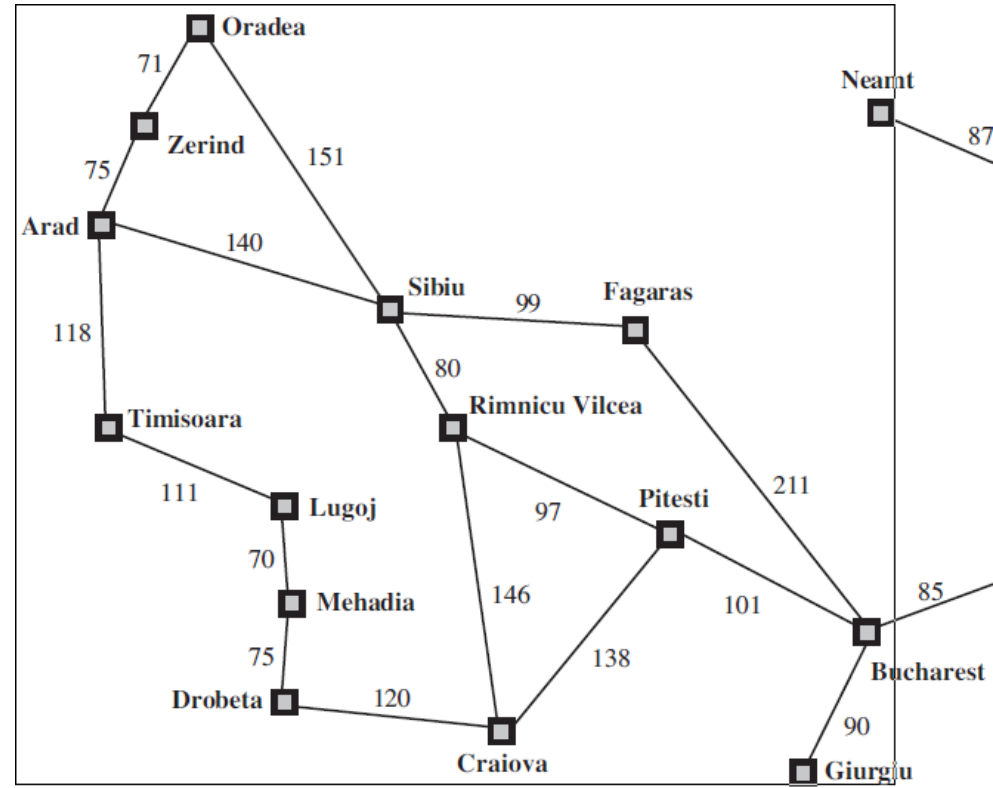 Oradea
71
Neamt
87
Zerind
151
75
Arad
140
Sibiu
Fagaras
99
118
80
Timisoara
Rimnicu Vilcea
111
211
Lugoj
97
Pitesti
70
Mehadia
146
101
85
75
138
Bucharest
Drobeta
120
90
Craiova
Giurgiu